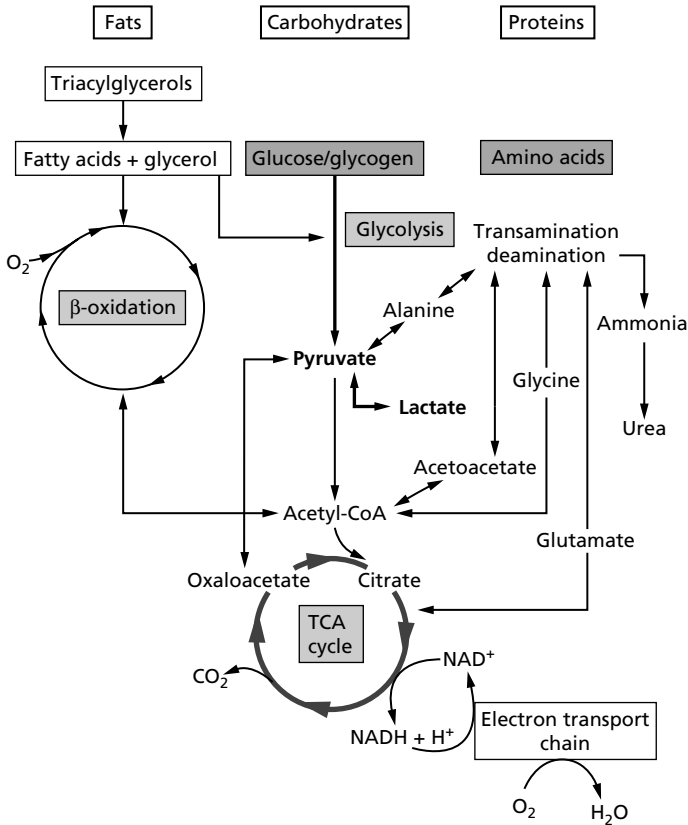 Fats
Carbohydrates
Proteins
Triacylglycerols
Fatty acids + glycerol
Glucose/glycogen
Amino acids
Glycolysis
Transamination
deamination
O₂
β-oxidation
Alanine
Ammonia
Pyruvate
Glycine
Lactate
Urea
Acetoacetate
Acetyl-CoA
Glutamate
Oxaloacetate
Citrate
TCA
cycle
CO₂
NAD⁺
NADH + H⁺
Electron transport
chain
O₂
H₂O